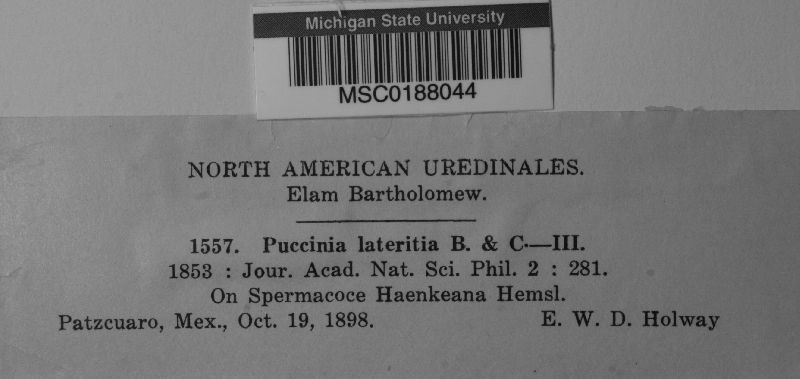 Michigan State University
MSC0188044
NORTH AMERICAN UREDINALES.
Elam Bartholomew.
1557. Puccinia lateritia B. & C.—III.
1853 : Jour. Acad. Nat. Sci. Phil. 2 : 281.
On Spermacoce Haenkeana Hemsl.
Patzcuaro, Mex., Oct. 19, 1898. E. W. D. Holway